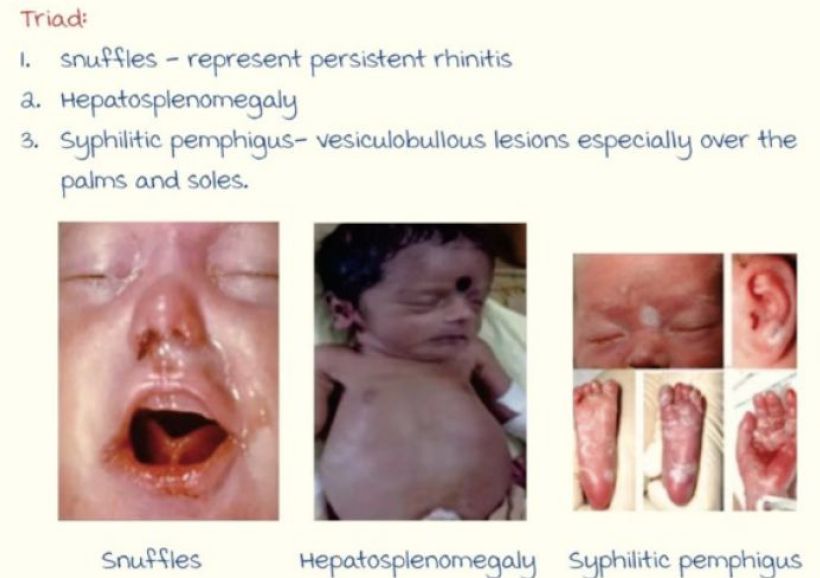 Triad:
1. snuffles - represent persistent rhinitis
2. Hepatosplenomegaly
3. Syphilitic pemphigus- vesiculobullous lesions especially over the
palms and soles.
Snuffles
Hepatosplenomegaly
Syphilitic pemphigus